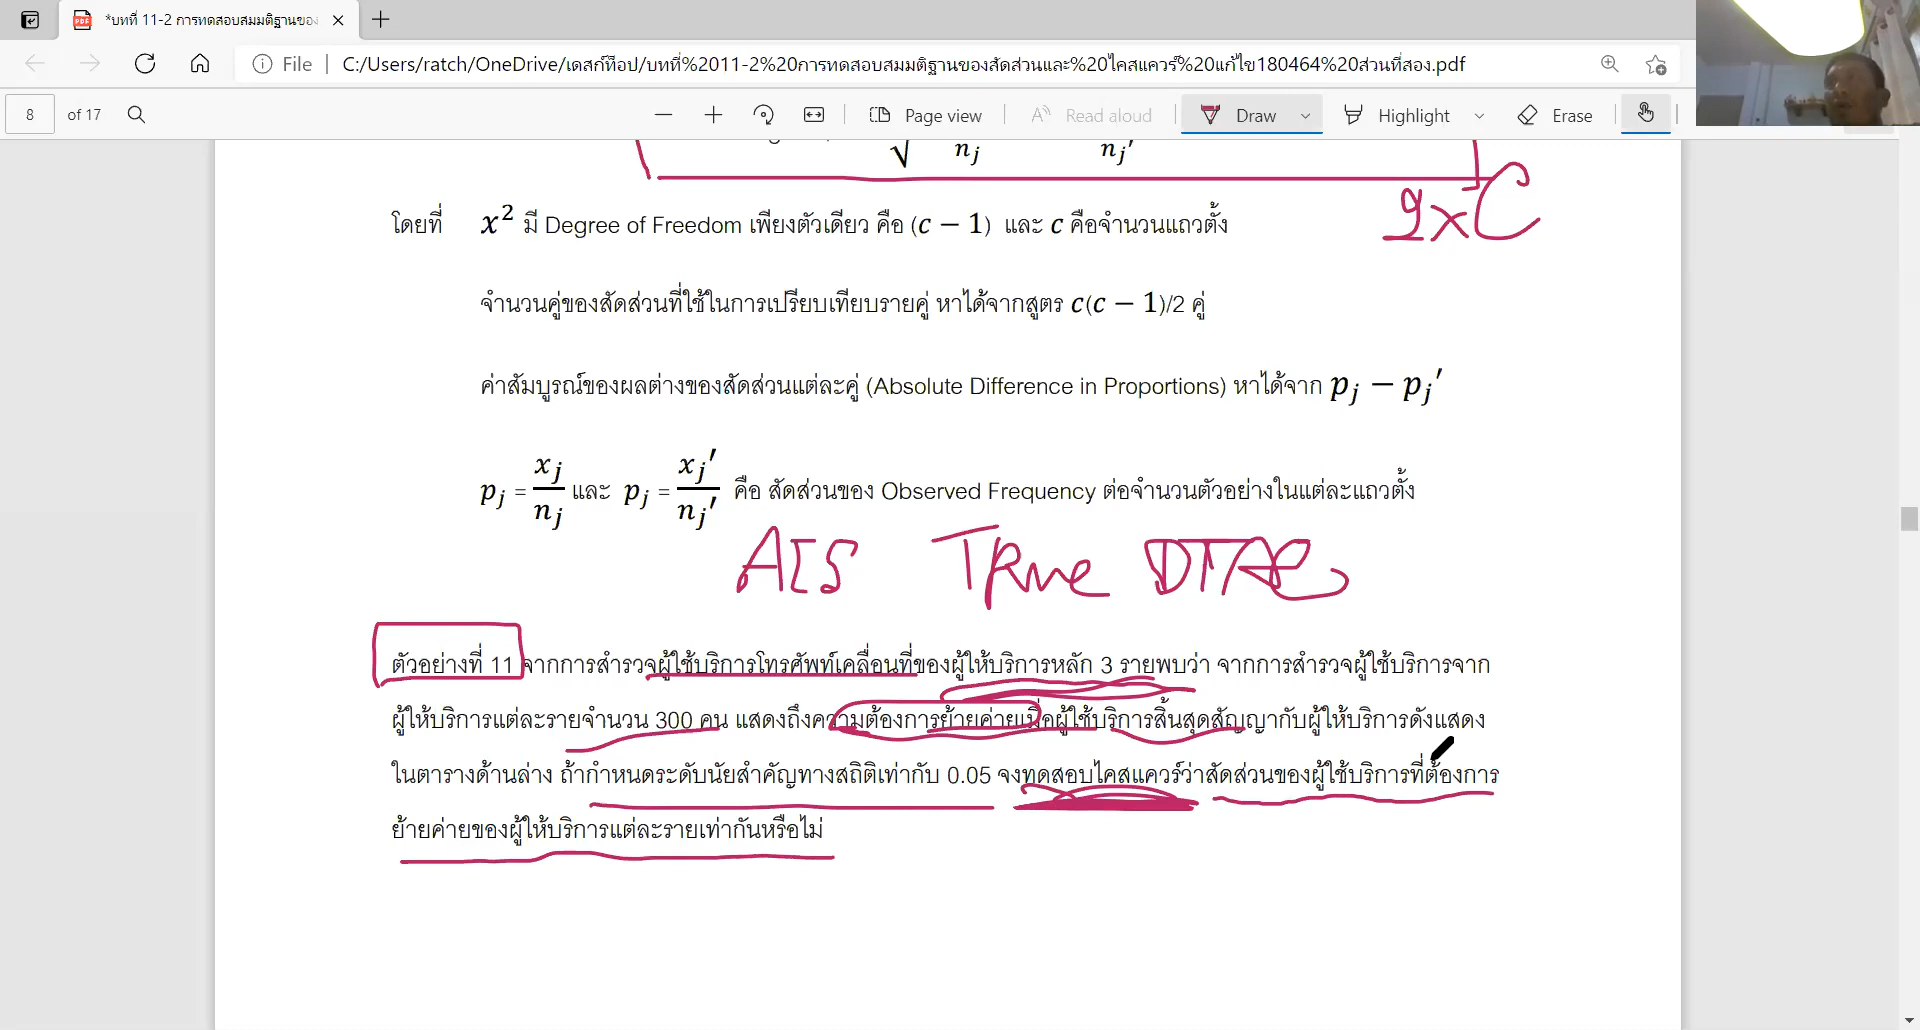 *บทที่ 11-2 การทดสอบสมมติฐานของ
File C:/Users/ratch/OneDrive/เดสก์ท็อป/บทที่%2011-2%20การทดสอบสมมติฐานของสัดส่วนและ%20ไคสแควร์%20แก้ไข180464%20ส่วนที่สอง.pdf
8 of 17 Page view Read aloud Draw Highlight Erase
√ nj nj′
2xC
โดยที่ x² มี Degree of Freedom เพียงตัวเดียว คือ (c − 1) และ c คือจำนวนแถวตั้ง
จำนวนคู่ของสัดส่วนที่ใช้ในการเปรียบเทียบรายคู่ หาได้จากสูตร c(c − 1)/2 คู่
ค่าสัมบูรณ์ของผลต่างของสัดส่วนแต่ละคู่ (Absolute Difference in Proportions) หาได้จาก pj − pj′
pj = xj/nj และ pj = xj′/nj′ คือ สัดส่วนของ Observed Frequency ต่อจำนวนตัวอย่างในแต่ละแถวตั้ง
AIS True DTAC
ตัวอย่างที่ 11 จากการสำรวจผู้ใช้บริการโทรศัพท์เคลื่อนที่ของผู้ให้บริการหลัก 3 รายพบว่า จากการสำรวจผู้ใช้บริการจาก
ผู้ให้บริการแต่ละรายจำนวน 300 คน แสดงถึงความต้องการย้ายค่ายเมื่อผู้ใช้บริการสิ้นสุดสัญญากับผู้ให้บริการดังแสดง
ในตารางด้านล่าง ถ้ากำหนดระดับนัยสำคัญทางสถิติเท่ากับ 0.05 จงทดสอบไคสแควร์ว่าสัดส่วนของผู้ใช้บริการที่ต้องการ
ย้ายค่ายของผู้ให้บริการแต่ละรายเท่ากันหรือไม่